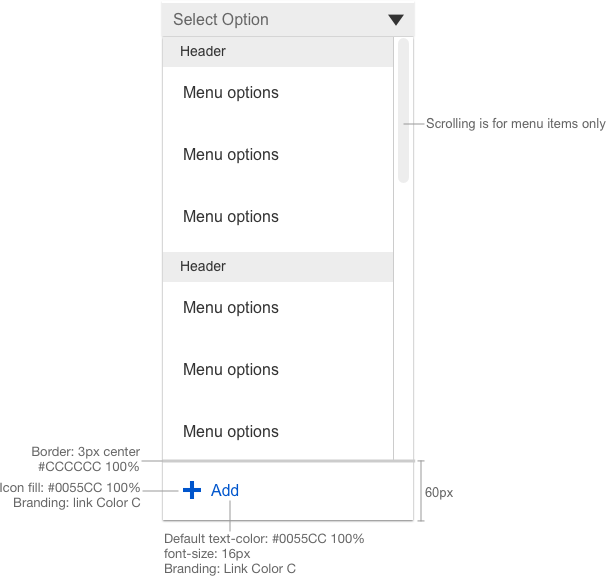 Select Option
Header
Menu options
Scrolling is for menu items only
Menu options
Menu options
Header
Menu options
Menu options
Menu options
Border: 3px center
#CCCCCC 100%
Icon fill: #0055CC 100%
Branding: link Color C
Add
60px
Default text-color: #0055CC 100%
font-size: 16px
Branding: Link Color C